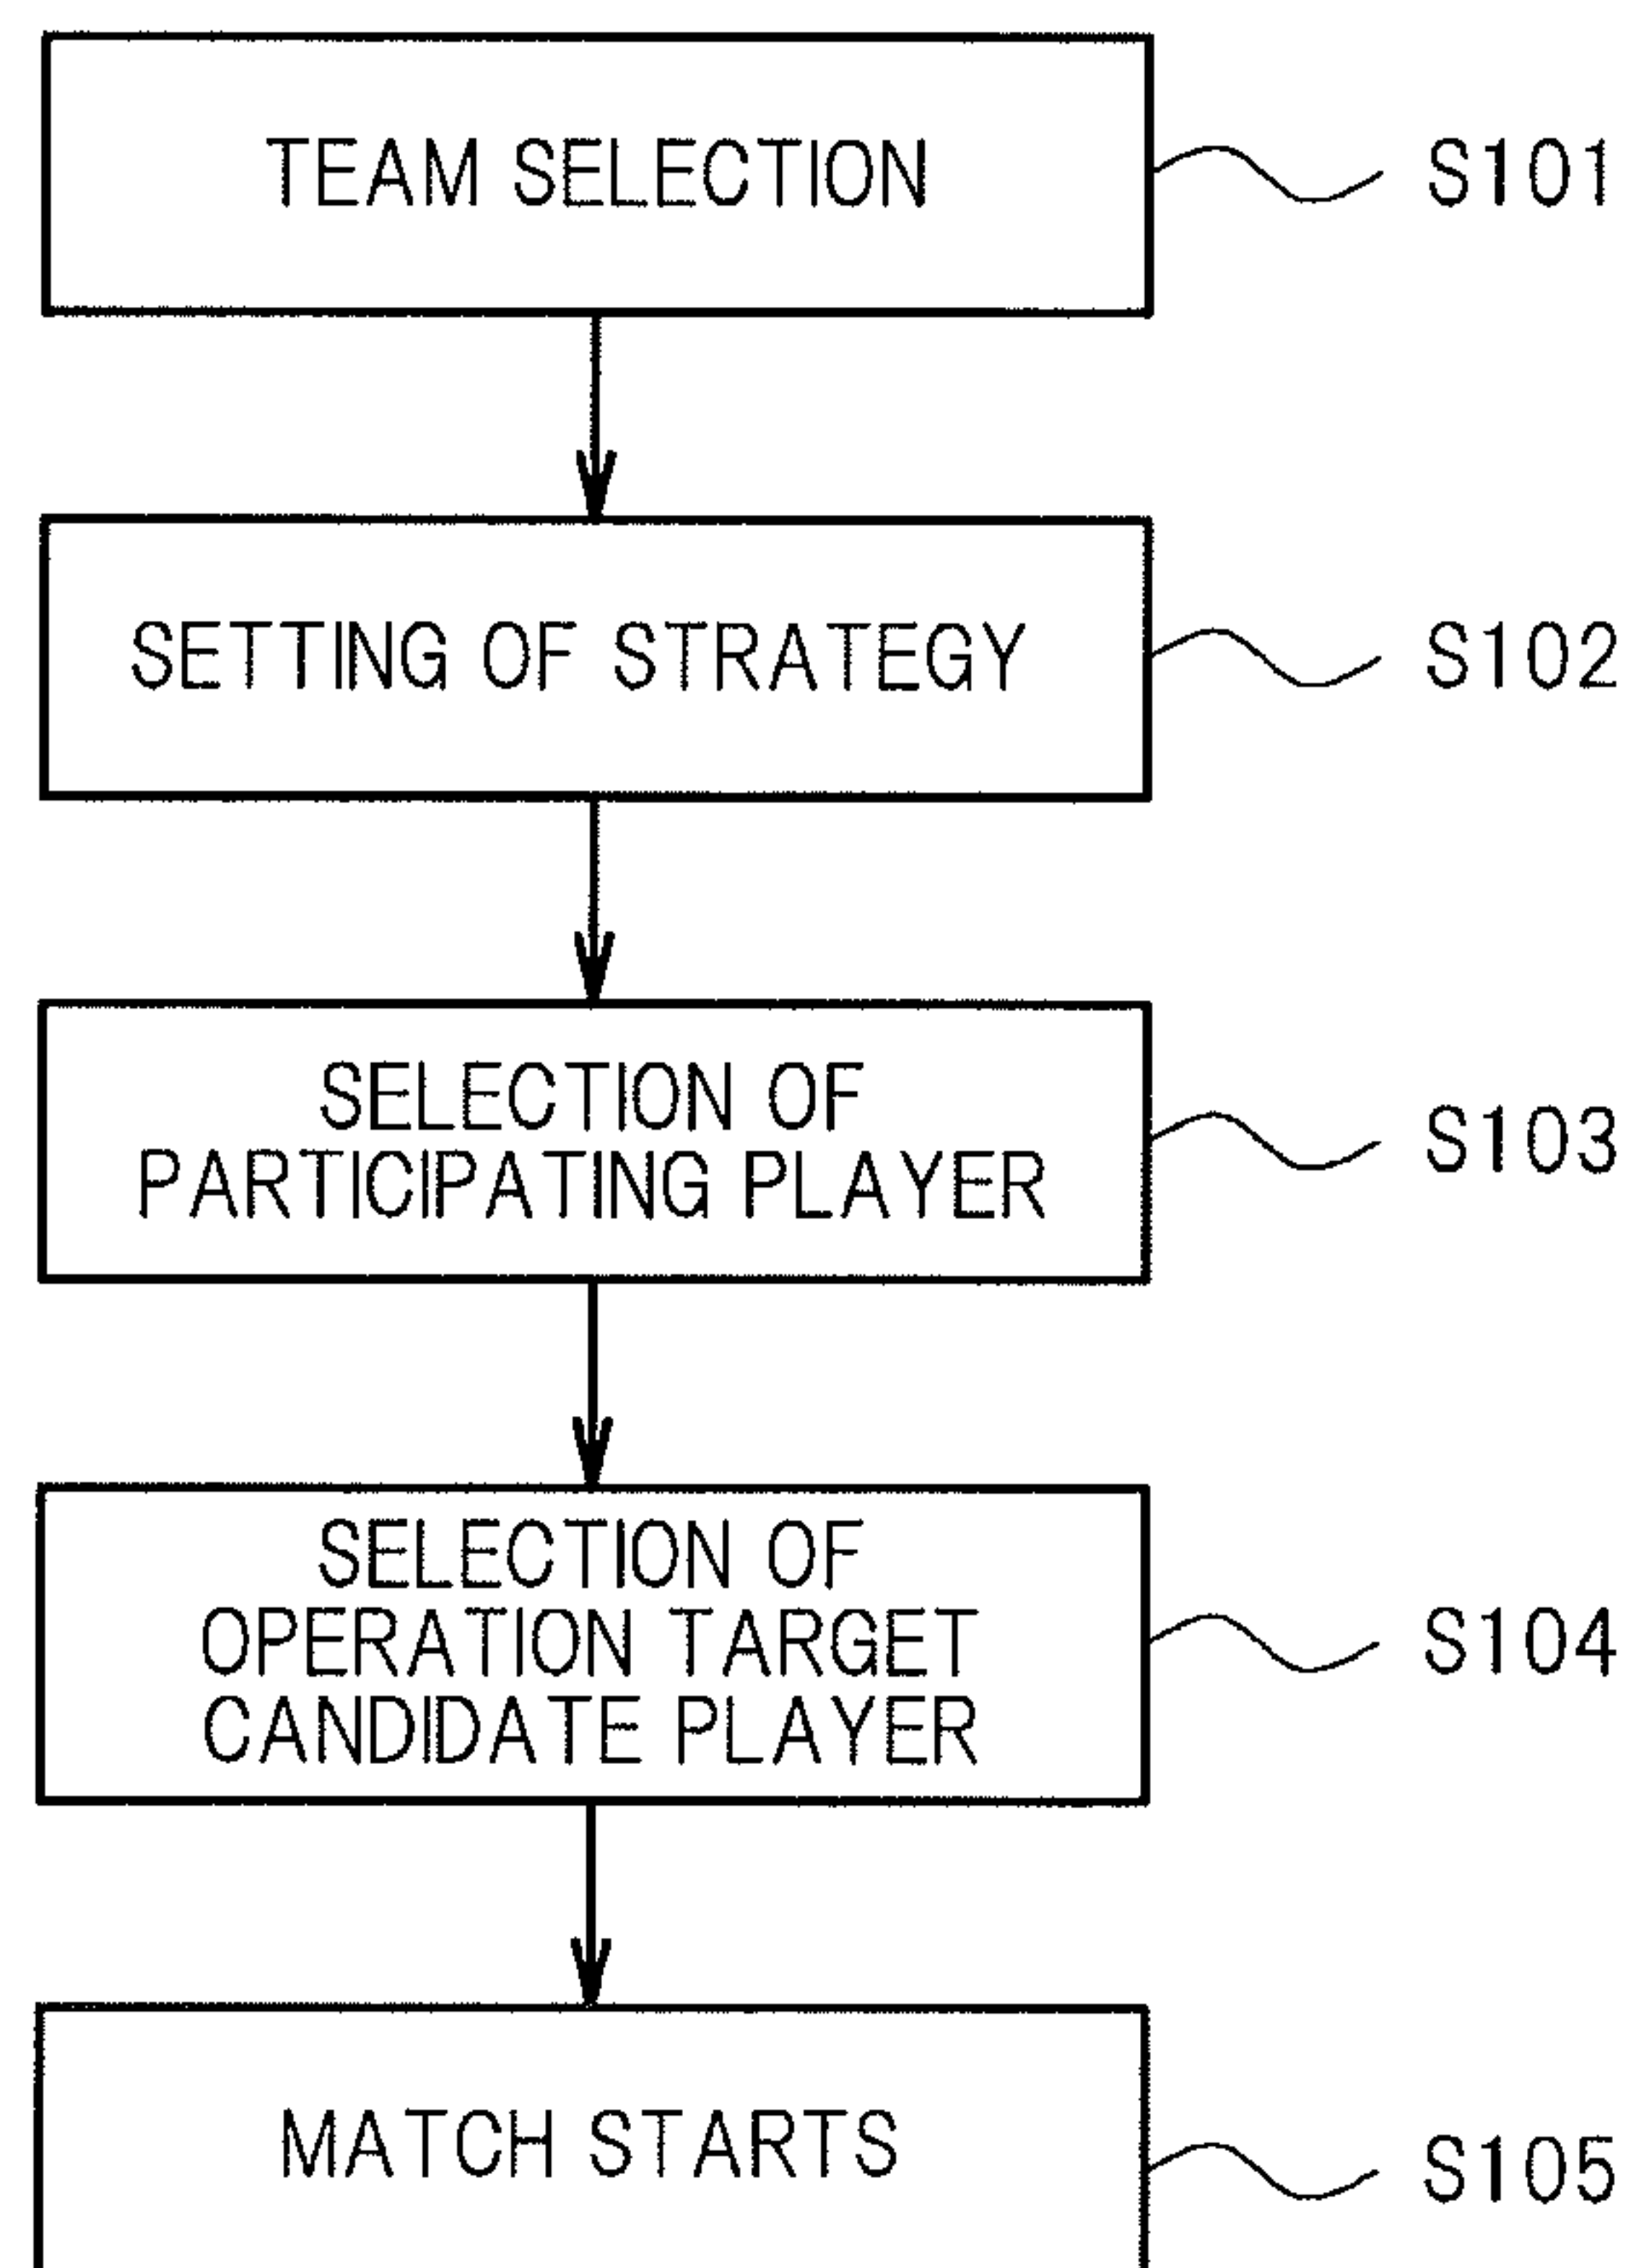 TEAM SELECTION
S101
SETTING OF STRATEGY
S102
SELECTION OF
PARTICIPATING PLAYER
S103
SELECTION OF
OPERATION TARGET
CANDIDATE PLAYER
S104
MATCH STARTS
S105